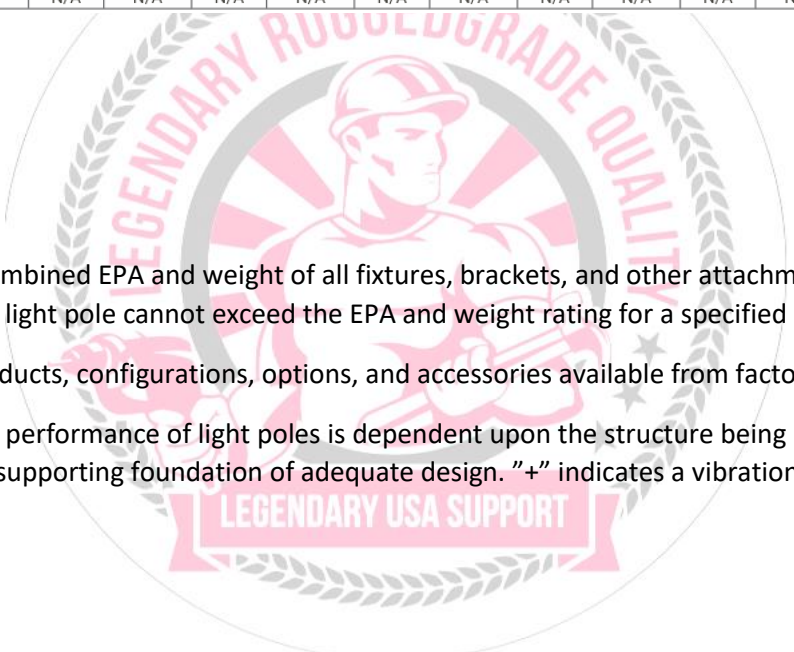 N/A N/A N/A N/A N/A N/A N/A N/A N/A
LEGENDARY RUGGEDGRADE QUALITY
mbined EPA and weight of all fixtures, brackets, and other attachm
light pole cannot exceed the EPA and weight rating for a specified
ducts, configurations, options, and accessories available from facto
performance of light poles is dependent upon the structure being
supporting foundation of adequate design. ”+” indicates a vibration
LEGENDARY USA SUPPORT